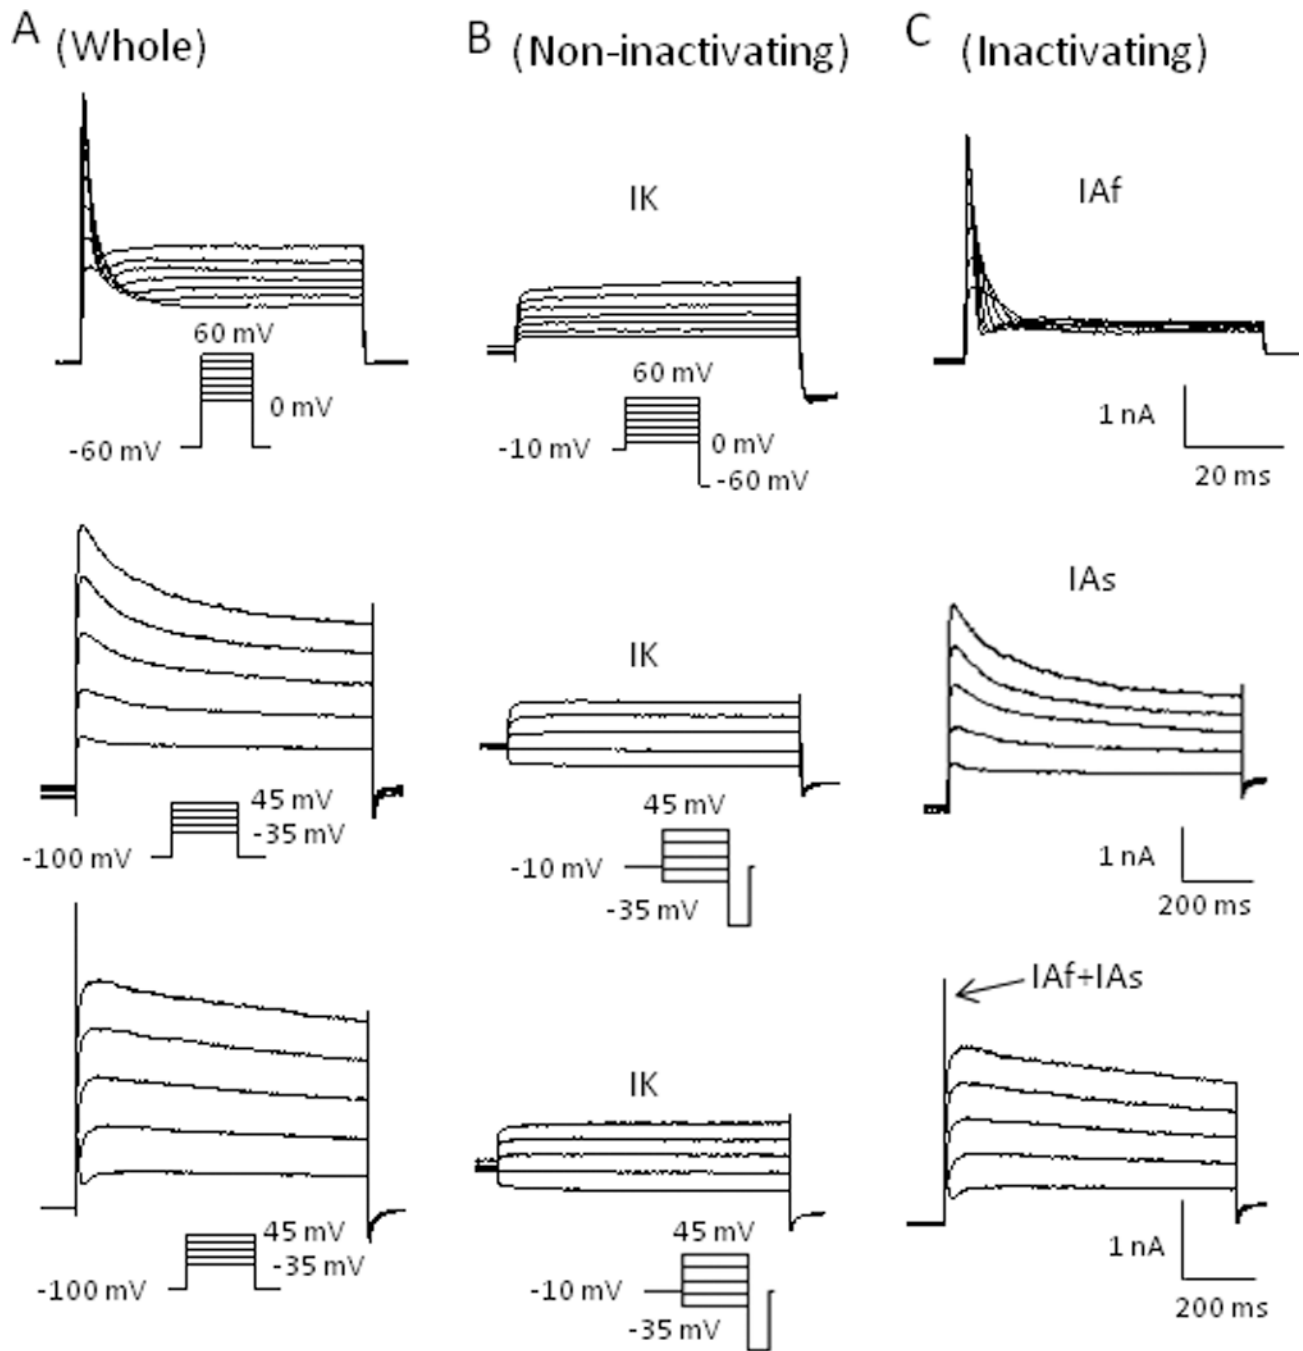 A (Whole)
B (Non-inactivating)
C (Inactivating)
IK
IAf
60 mV
0 mV
-60 mV
60 mV
-10 mV
0 mV
-60 mV
1 nA
20 ms
IK
IAs
45 mV
-35 mV
-100 mV
45 mV
-10 mV
-35 mV
1 nA
200 ms
IK
IAf+IAs
45 mV
-35 mV
-100 mV
45 mV
-10 mV
-35 mV
1 nA
200 ms